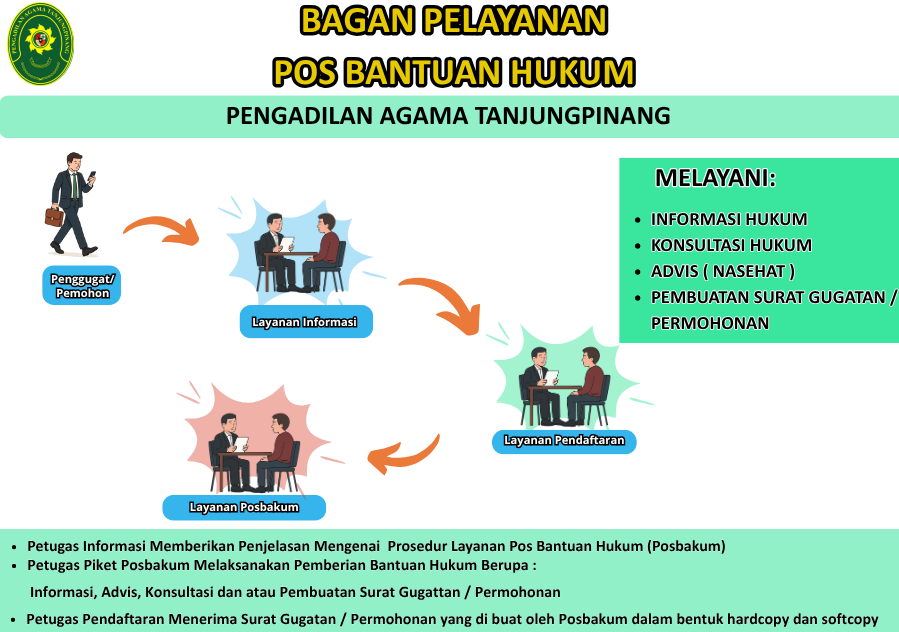 PENGADILAN AGAMA TANJUNGPINANG
BAGAN PELAYANAN
POS BANTUAN HUKUM
PENGADILAN AGAMA TANJUNGPINANG
Penggugat/
Pemohon
Layanan Informasi
MELAYANI:
• INFORMASI HUKUM
• KONSULTASI HUKUM
• ADVIS ( NASEHAT )
• PEMBUATAN SURAT GUGATAN /
PERMOHONAN
Layanan Pendaftaran
Layanan Posbakum
• Petugas Informasi Memberikan Penjelasan Mengenai Prosedur Layanan Pos Bantuan Hukum (Posbakum)
• Petugas Piket Posbakum Melaksanakan Pemberian Bantuan Hukum Berupa :
Informasi, Advis, Konsultasi dan atau Pembuatan Surat Gugattan / Permohonan
• Petugas Pendaftaran Menerima Surat Gugatan / Permohonan yang di buat oleh Posbakum dalam bentuk hardcopy dan softcopy